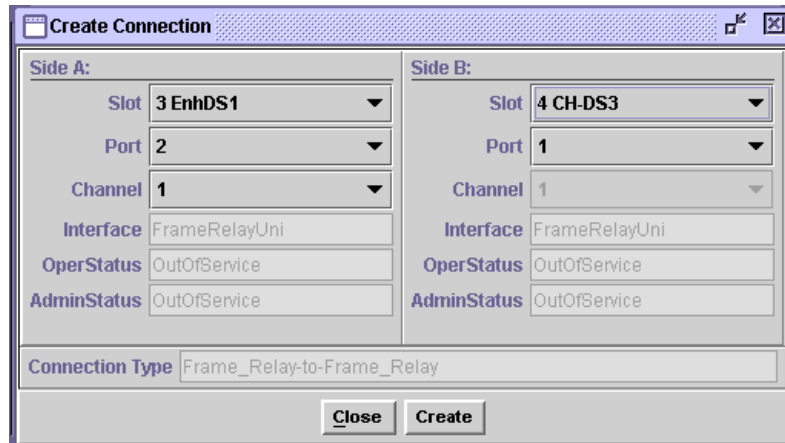 Create Connection
Side A:
Slot 3 EnhDS1
Port 2
Channel 1
Interface FrameRelayUni
OperStatus OutOfService
AdminStatus OutOfService
Side B:
Slot 4 CH-DS3
Port 1
Channel 1
Interface FrameRelayUni
OperStatus OutOfService
AdminStatus OutOfService
Connection Type Frame_Relay-to-Frame_Relay
Close Create